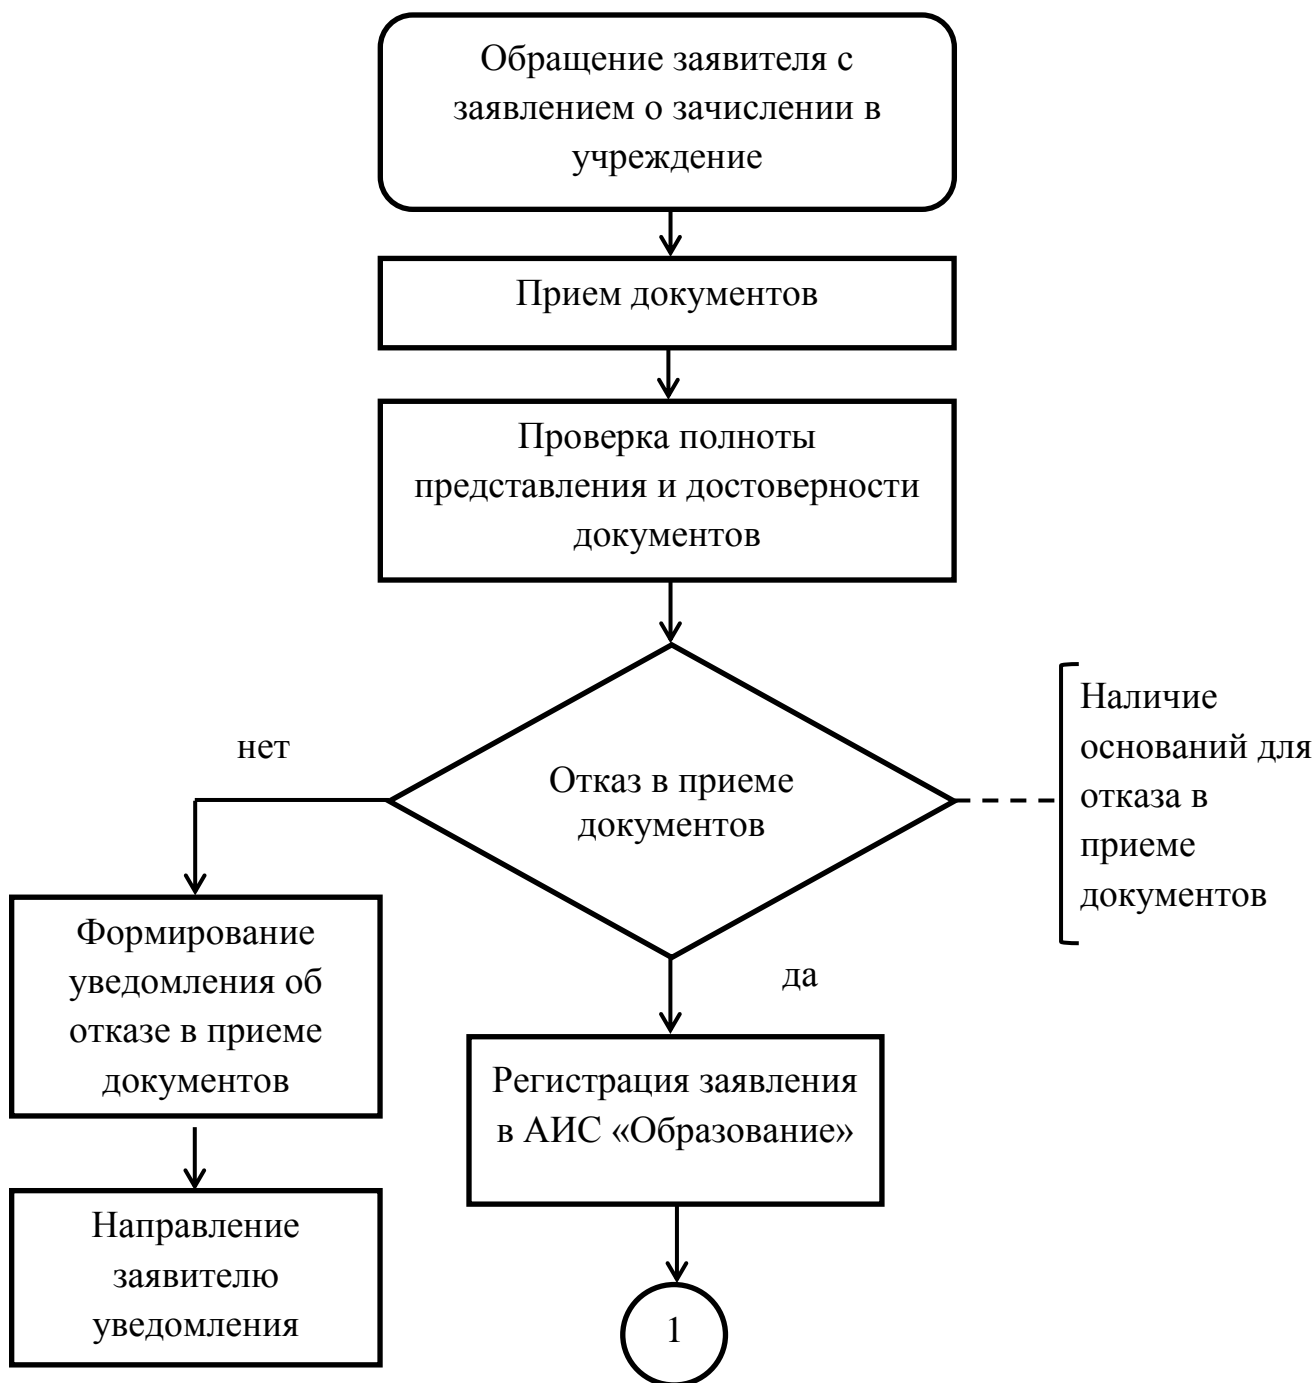 Обращение заявителя с
заявлением о зачислении в
учреждение
Прием документов
Проверка полноты
представления и достоверности
документов
Отказ в приеме
документов
Наличие
оснований для
отказа в
приеме
документов
нет
да
Формирование
уведомления об
отказе в приеме
документов
Направление
заявителю
уведомления
Регистрация заявления
в АИС «Образование»
1